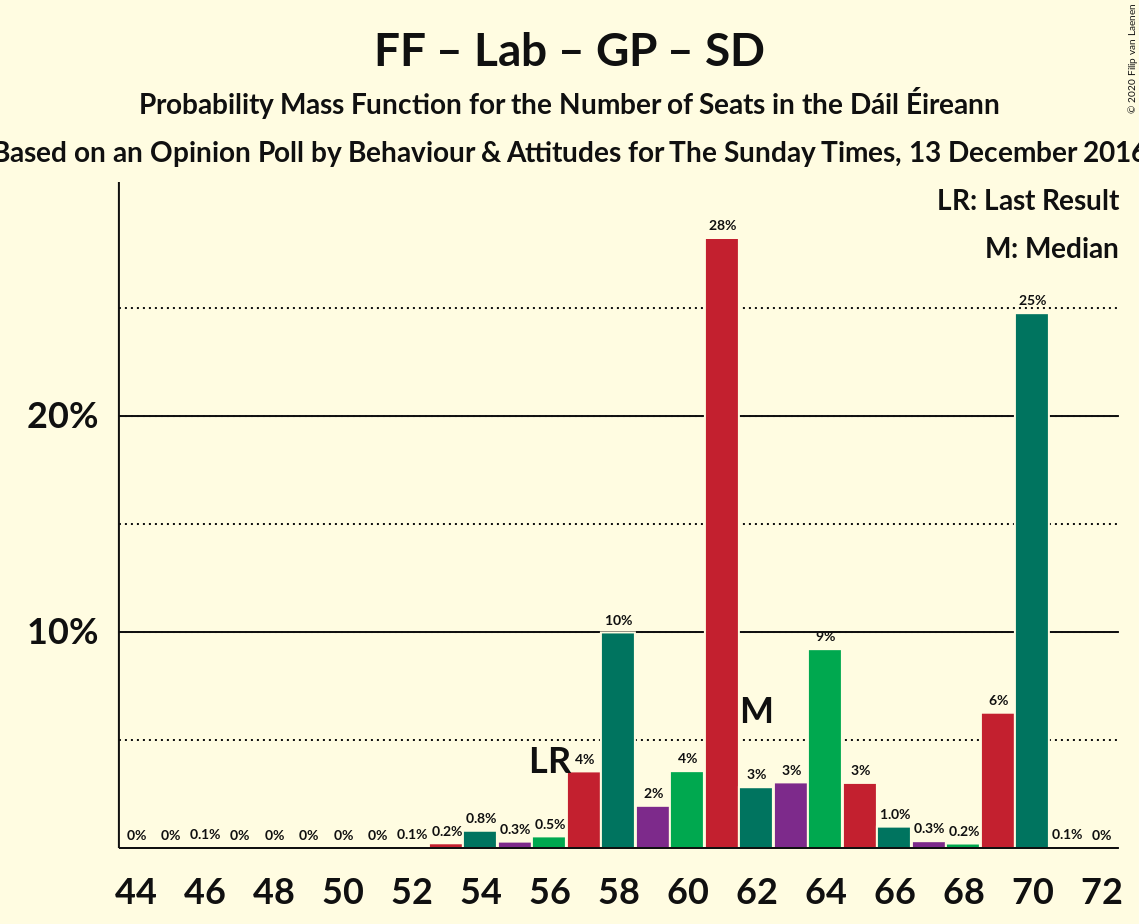 © 2020 Filip van Laenen
FF – Lab – GP – SD
Probability Mass Function for the Number of Seats in the Dáil Éireann
Based on an Opinion Poll by Behaviour & Attitudes for The Sunday Times, 13 December 2016
LR: Last Result
M: Median
28%
25%
20%
10%
10%
9%
M
6%
LR
4% 2% 4% 3% 3% 3%
0% 0% 0.1% 0% 0% 0% 0% 0% 0.1% 0.2% 0.8% 0.3% 0.5% 1.0% 0.3% 0.2% 0.1% 0%
44 46 48 50 52 54 56 58 60 62 64 66 68 70 72